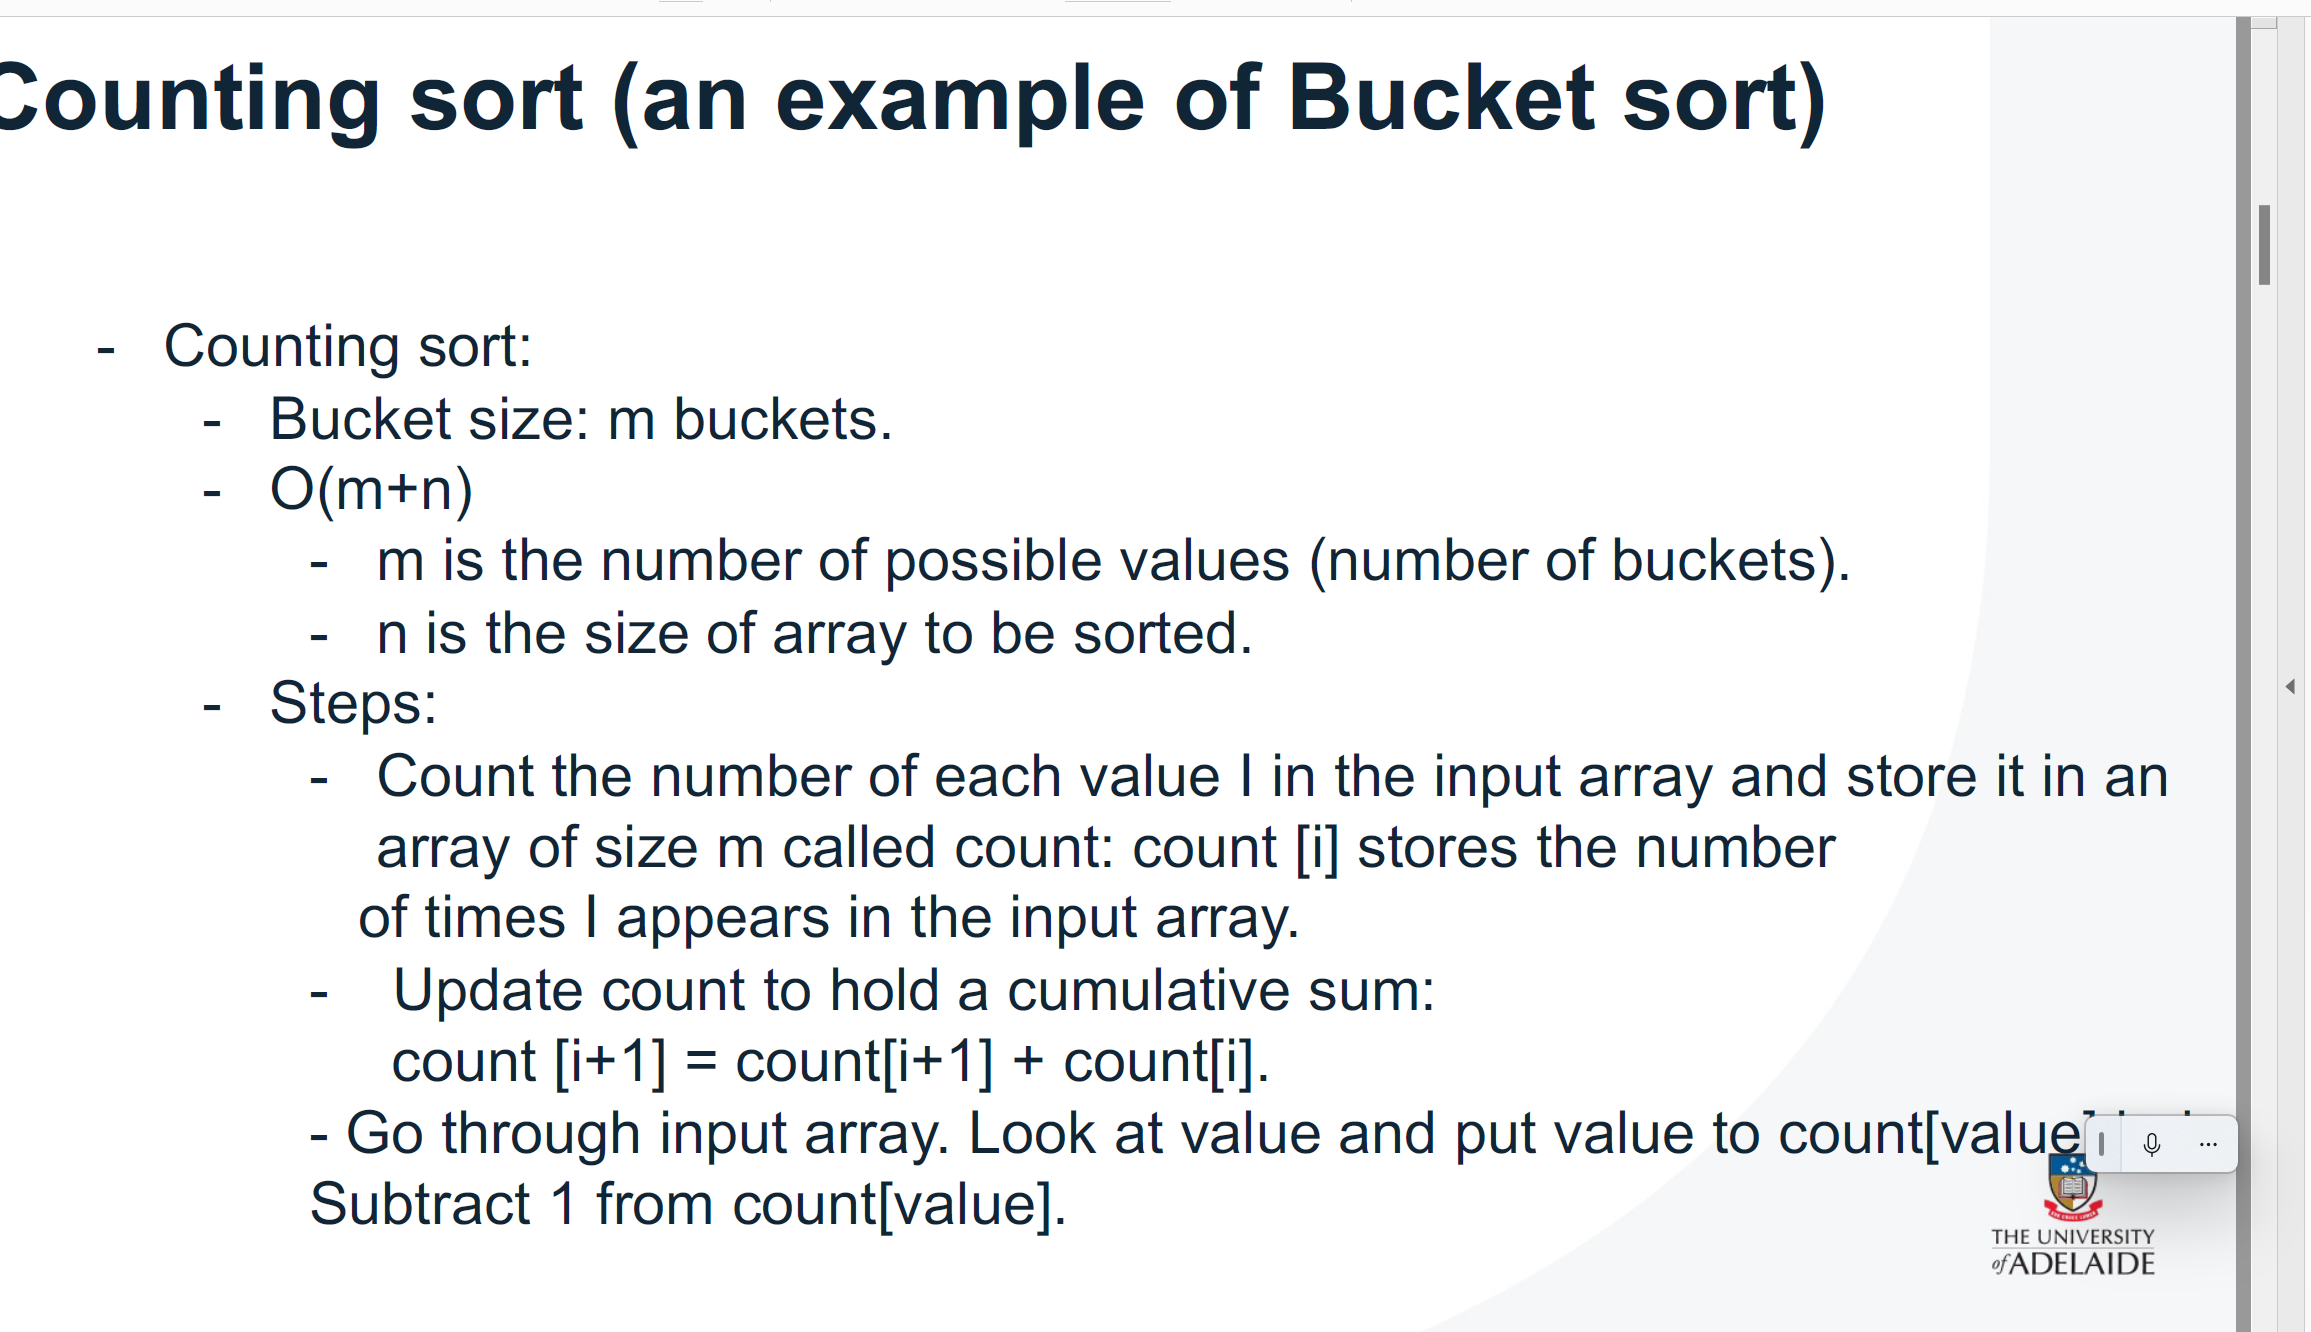 Counting sort (an example of Bucket sort)
- Counting sort:
- Bucket size: m buckets.
- O(m+n)
- m is the number of possible values (number of buckets).
- n is the size of array to be sorted.
- Steps:
- Count the number of each value I in the input array and store it in an
array of size m called count: count [i] stores the number
of times I appears in the input array.
- Update count to hold a cumulative sum:
count [i+1] = count[i+1] + count[i].
- Go through input array. Look at value and put value to count[value]
Subtract 1 from count[value].
THE UNIVERSITY
of ADELAIDE